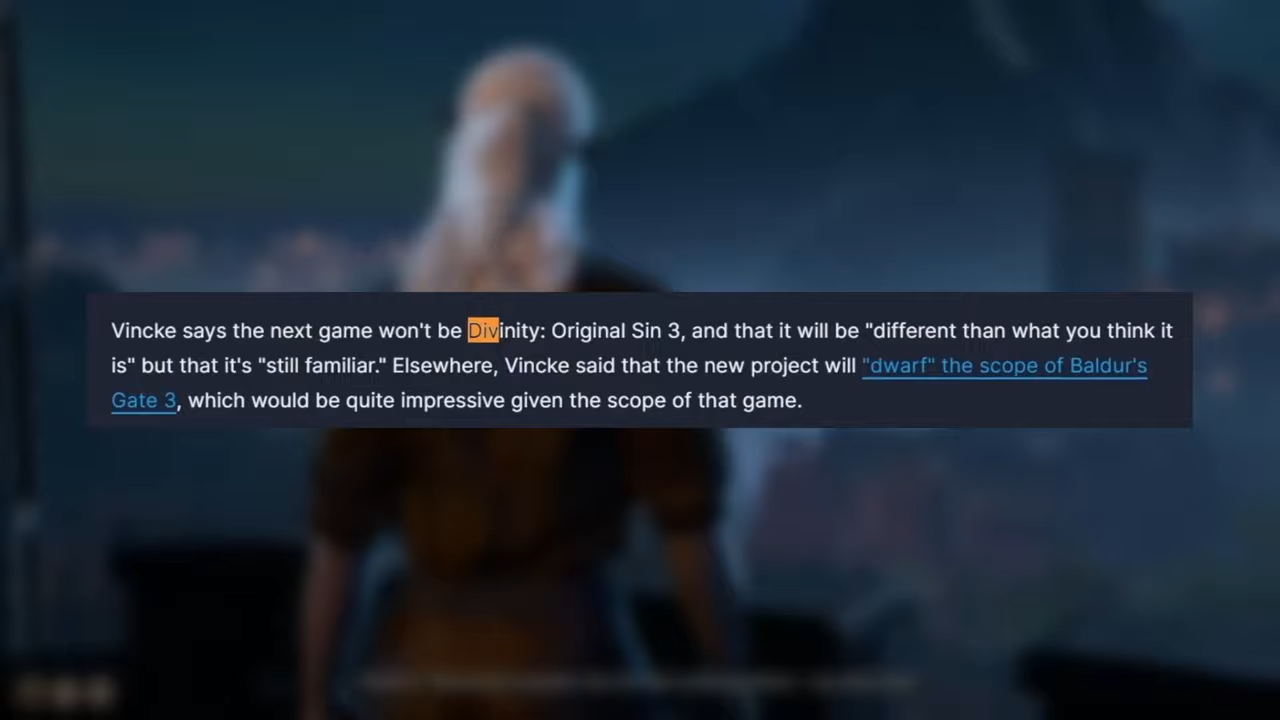 Vincke says the next game won't be Divinity: Original Sin 3, and that it will be "different than what you think it
is" but that it's "still familiar." Elsewhere, Vincke said that the new project will "dwarf" the scope of Baldur's
Gate 3, which would be quite impressive given the scope of that game.